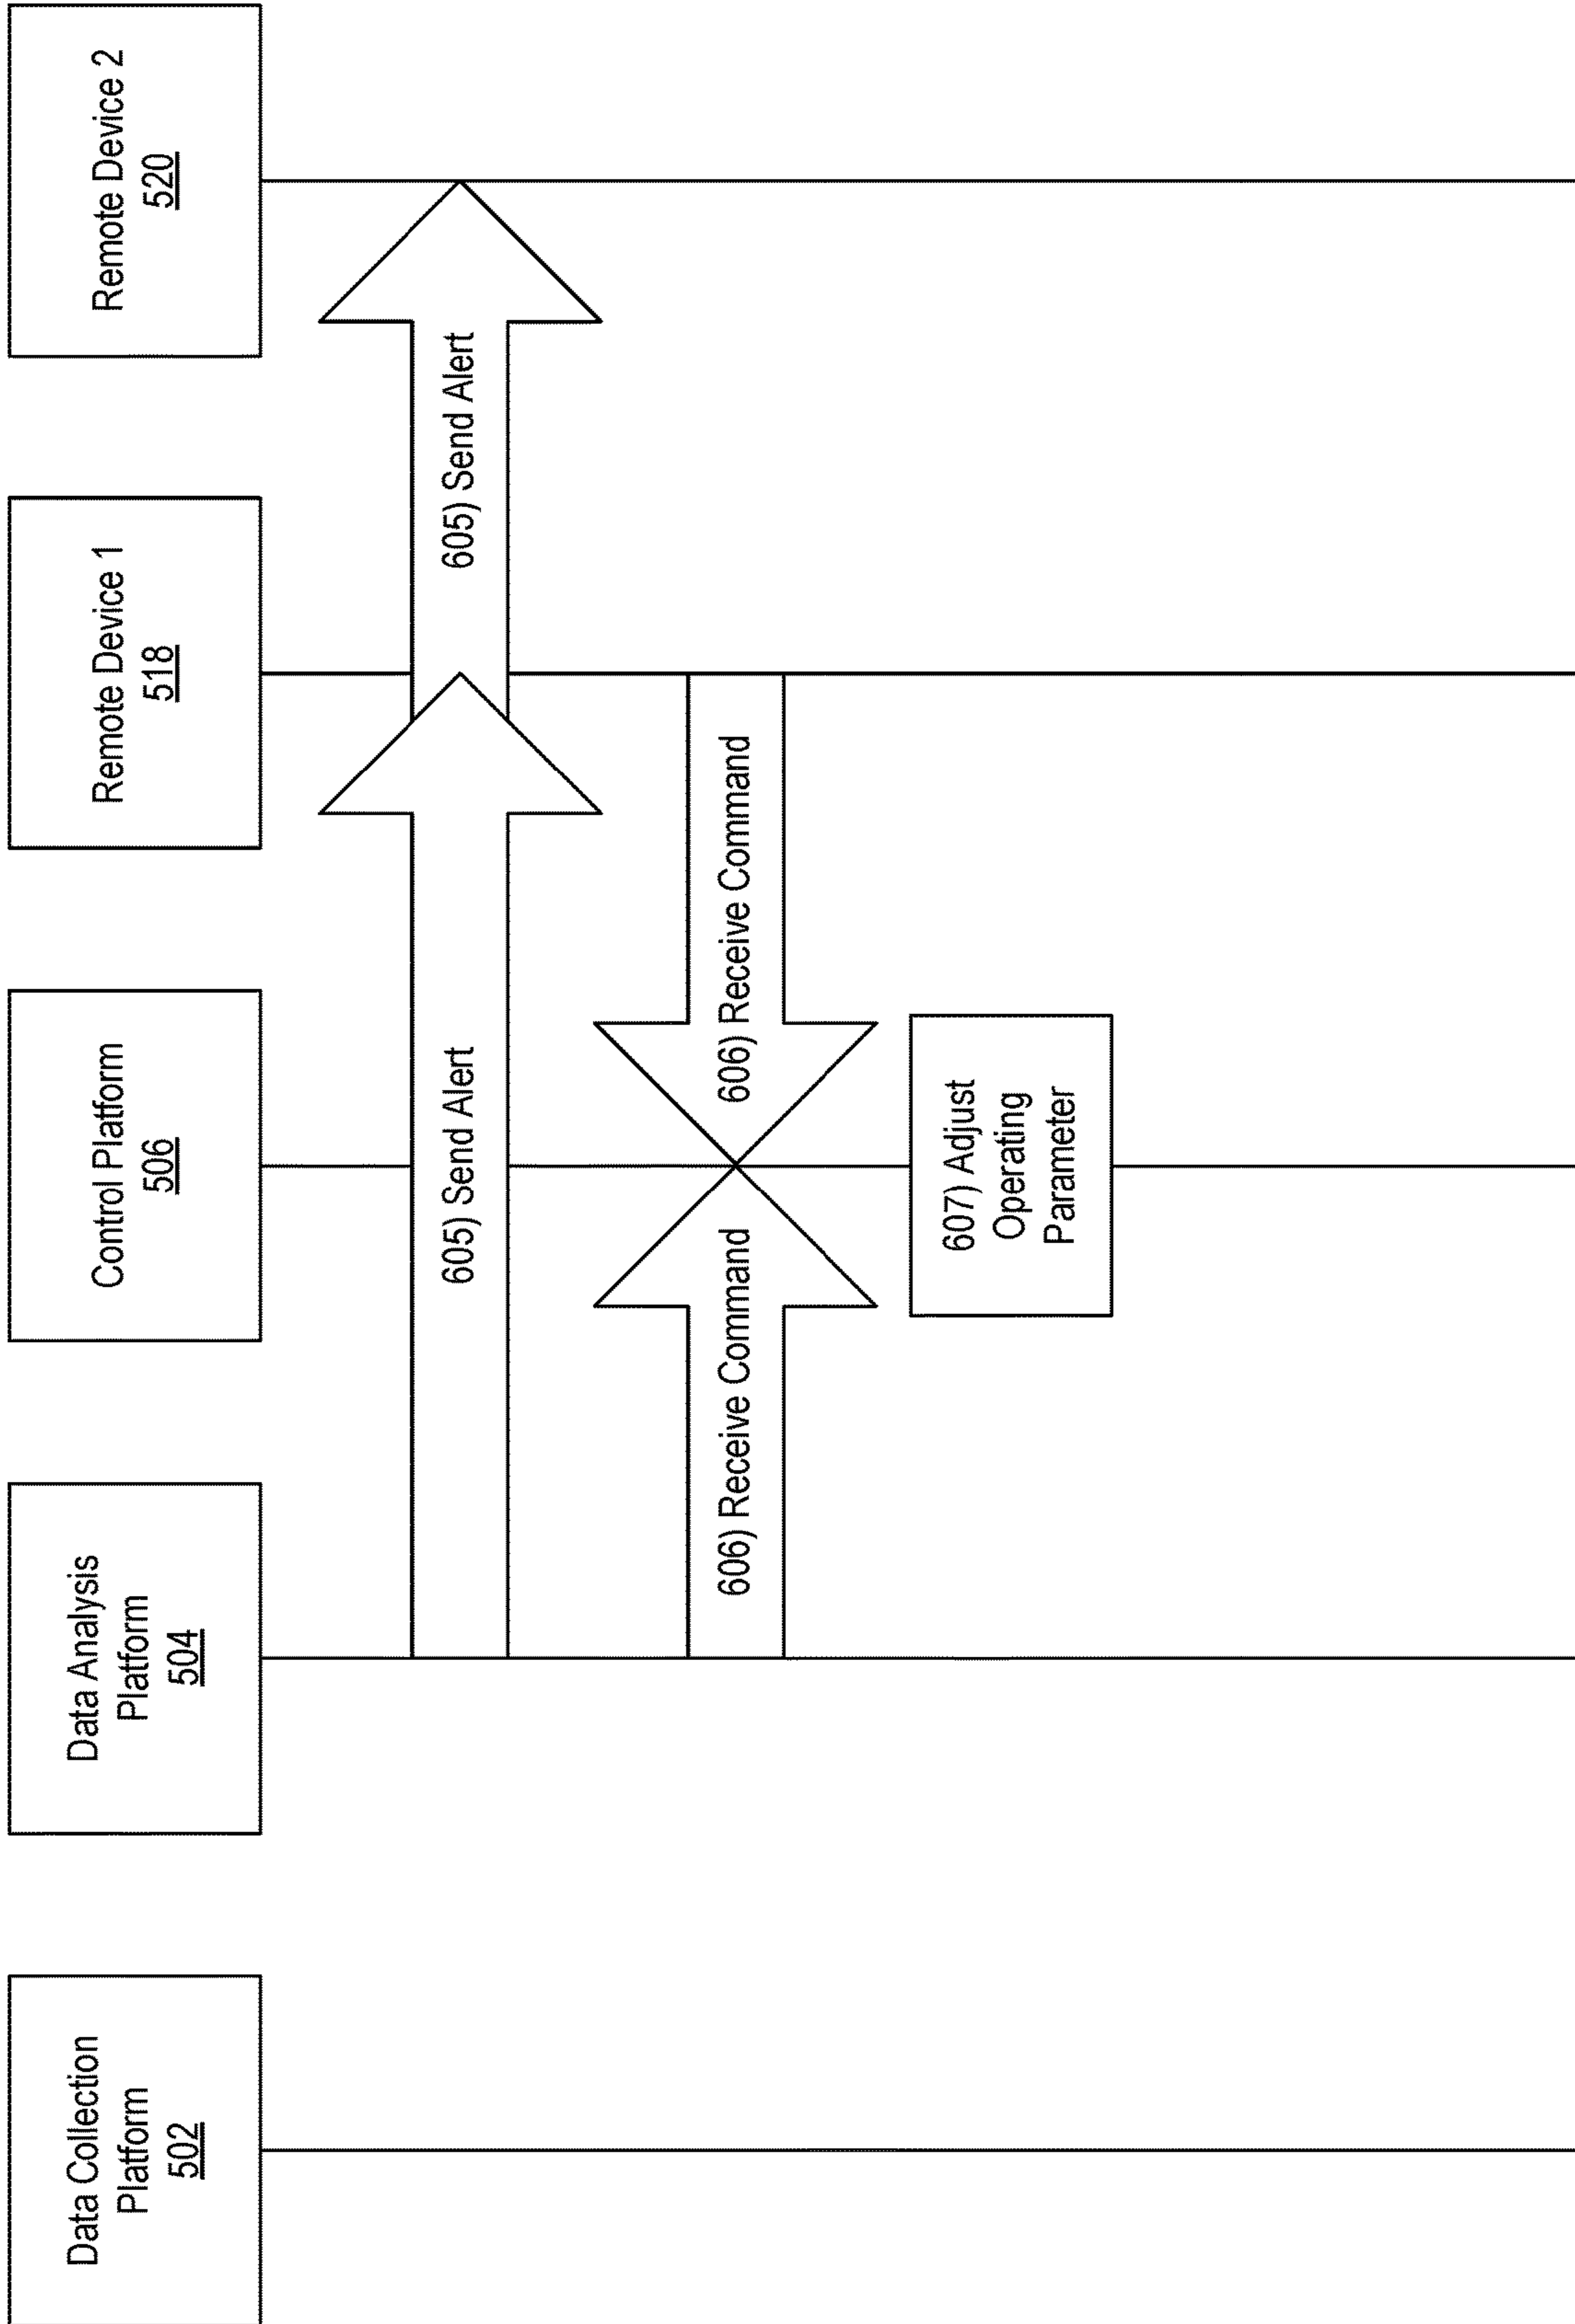 Data Collection
Platform
502
Data Analysis
Platform
504
Control Platform
506
Remote Device 1
518
Remote Device 2
520
605) Send Alert
605) Send Alert
606) Receive Command
606) Receive Command
607) Adjust
Operating
Parameter